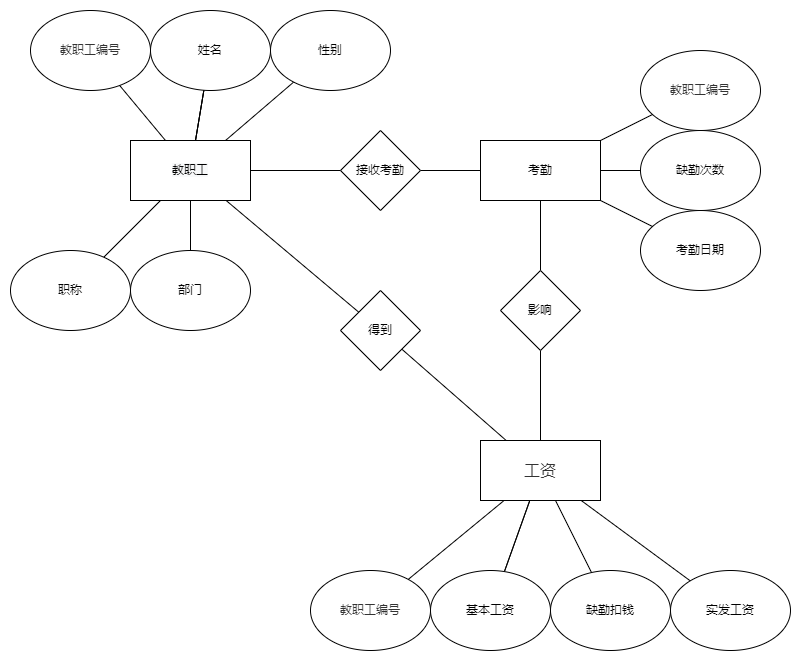 教职工编号
姓名
性别
教职工编号
教职工
接收考勤
考勤
缺勤次数
考勤日期
职称
部门
影响
得到
工资
教职工编号
基本工资
缺勤扣钱
实发工资